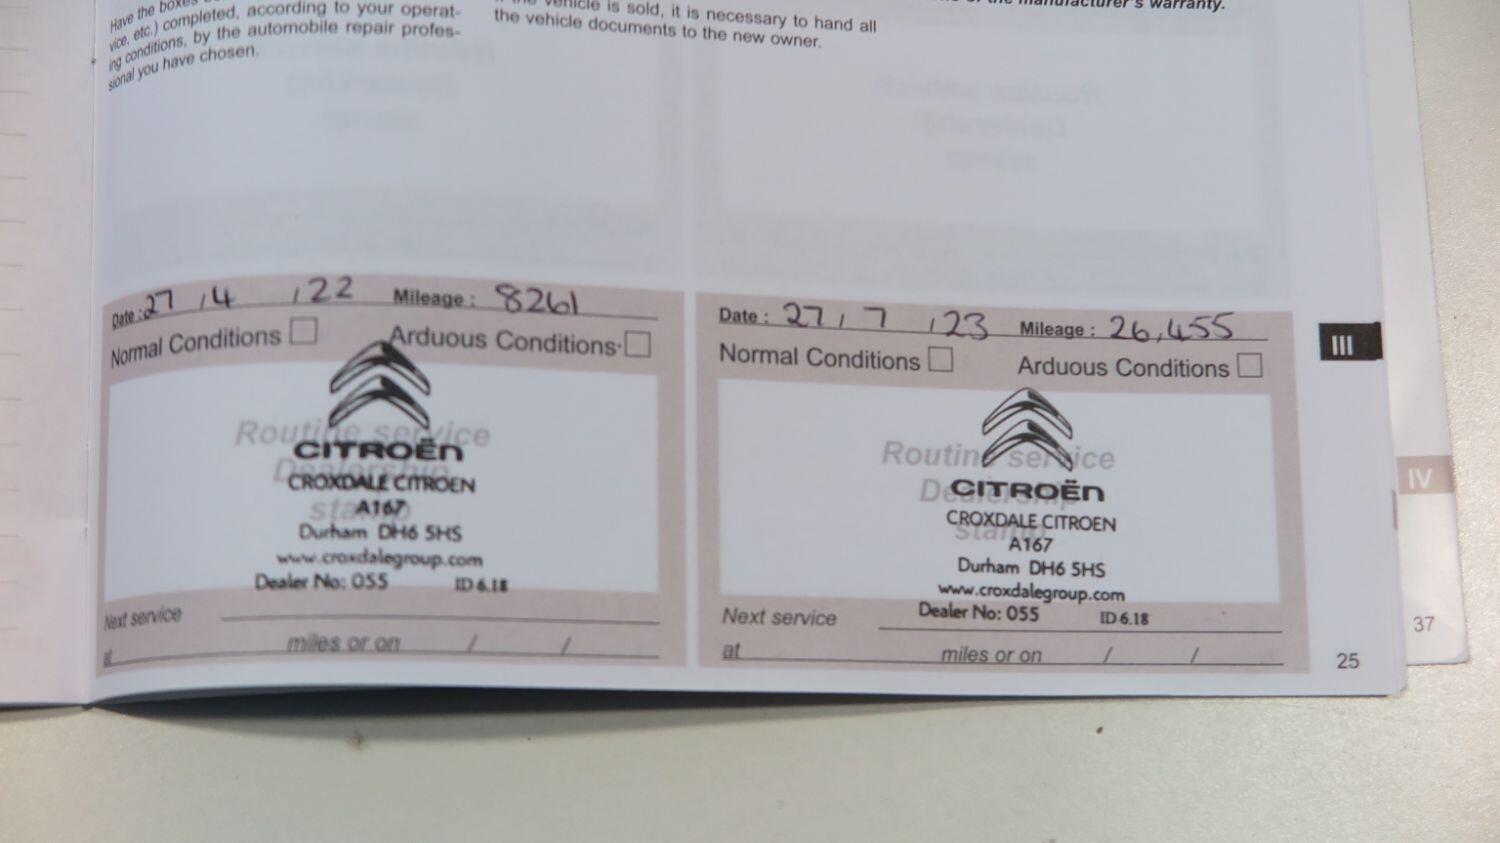 Have the boxes
vice, etc.) completed, according to your operat-
ing conditions, by the automobile repair profes-
sional you have chosen.
the vehicle is sold, it is necessary to hand all
the vehicle documents to the new owner.
manufacturer's warranty.
Date : 27 / 4 / 22 Mileage : 8261
Normal Conditions Arduous Conditions
Routine service
Dealership
stamp
CITROËN
CROXDALE CITROEN
A167
Durham DH6 5HS
www.croxdalegroup.com
Dealer No: 055 ID 6.18
Next service
at miles or on / /
Date : 27 / 7 / 23 Mileage : 26,455
Normal Conditions Arduous Conditions
Routine service
Dealership
stamp
CITROËN
CROXDALE CITROEN
A167
Durham DH6 5HS
www.croxdalegroup.com
Dealer No: 055 ID 6.18
Next service
at miles or on / /
III
IV
37
25